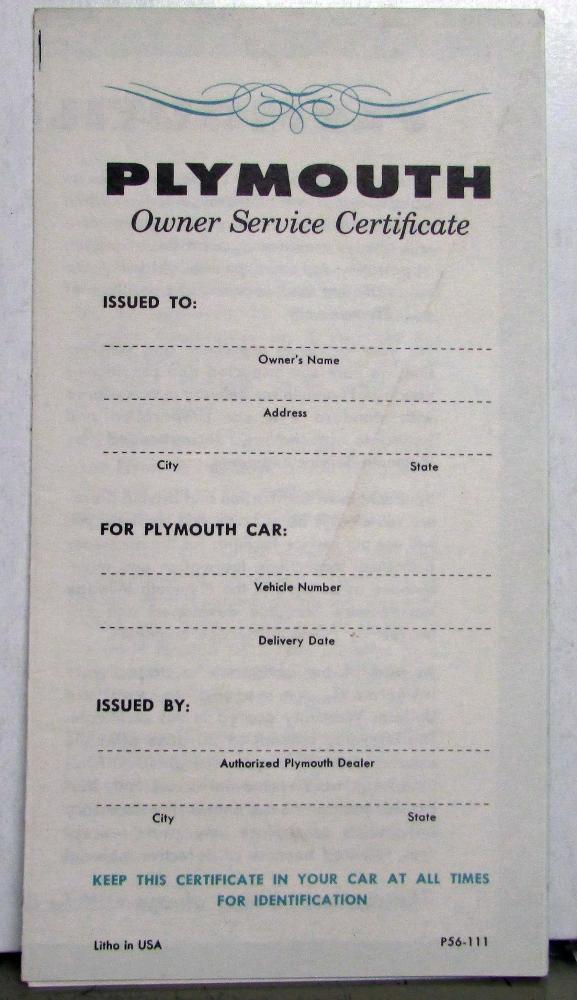 PLYMOUTH
Owner Service Certificate
ISSUED TO:
Owner's Name
Address
City State
FOR PLYMOUTH CAR:
Vehicle Number
Delivery Date
ISSUED BY:
Authorized Plymouth Dealer
City State
KEEP THIS CERTIFICATE IN YOUR CAR AT ALL TIMES
FOR IDENTIFICATION
Litho in USA P56-111